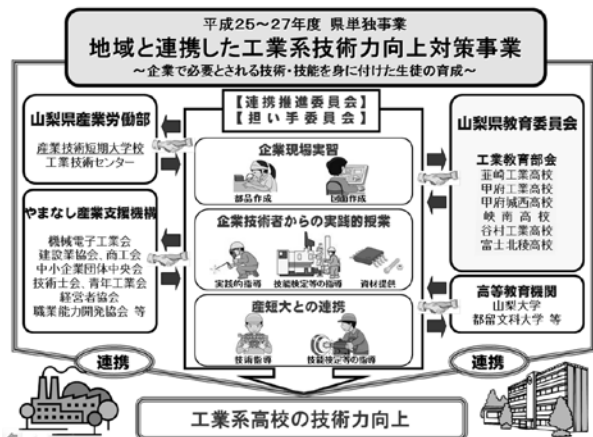 平成25～27年度 県単独事業
地域と連携した工業系技術力向上対策事業
～企業で必要とされる技術・技能を身に付けた生徒の育成～
【連携推進委員会】
【担い手委員会】
山梨県産業労働部
産業技術短期大学校
工業技術センター
やまなし産業支援機構
機械電子工業会
建設業協会、商工会
中小企業団体中央会
技術士会、青年工業会
経営者協会
職業能力開発協会 等
企業現場実習
部品作成
図面作成
企業技術者からの実践的授業
実践的指導
技能検定等の指導
資材提供
産短大との連携
技術指導
技能検定等の指導
山梨県教育委員会
工業教育部会
韮崎工業高校
甲府工業高校
甲府城西高校
峡南高校
谷村工業高校
富士北稜高校
高等教育機関
山梨大学
都留文科大学 等
連携
連携
工業系高校の技術力向上